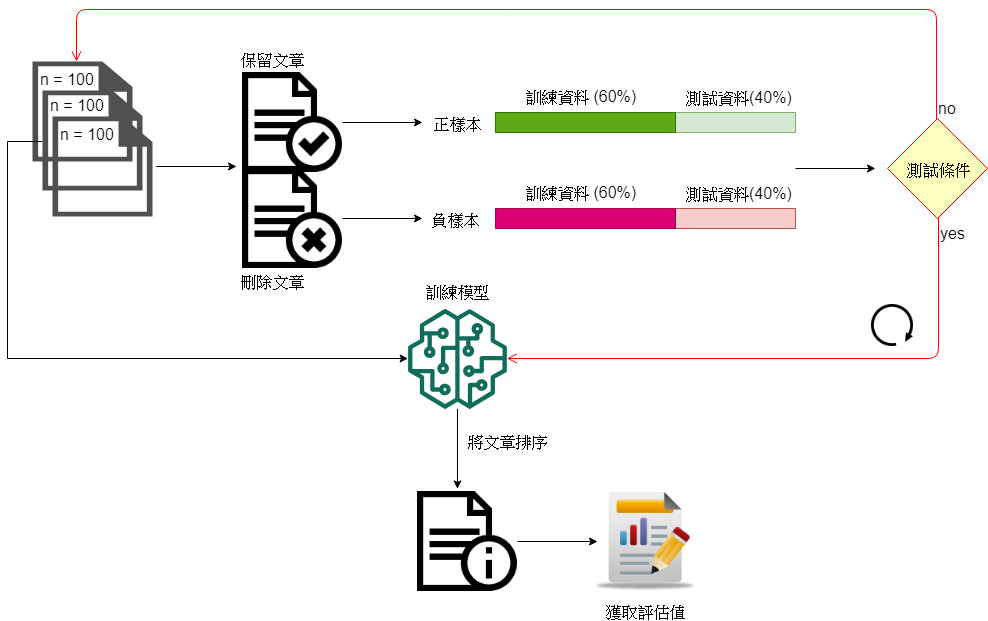 保留文章
n = 100
n = 100
n = 100
訓練資料 (60%)
測試資料(40%)
正樣本
no
測試條件
訓練資料 (60%)
測試資料(40%)
負樣本
yes
刪除文章
訓練模型
將文章排序
獲取評估值